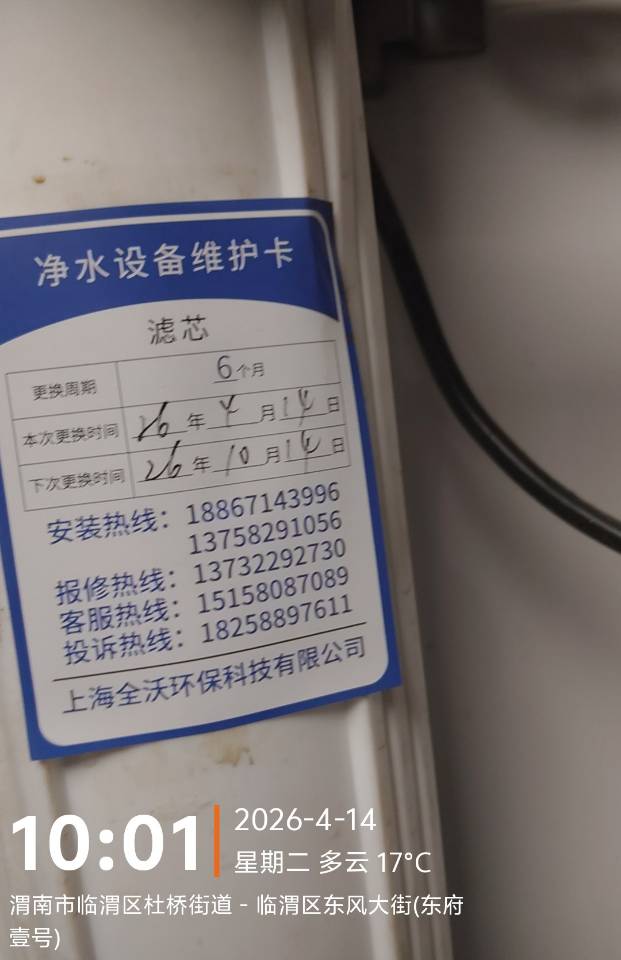 净水设备维护卡
滤芯
更换周期 6个月
本次更换时间 26年4月14日
下次更换时间 26年10月14日
安装热线：18867143996
13758291056
报修热线：13732292730
客服热线：15158087089
投诉热线：18258897611
上海全沃环保科技有限公司
10:01
2026-4-14
星期二 多云 17℃
渭南市临渭区杜桥街道 - 临渭区东风大街(东府
壹号)